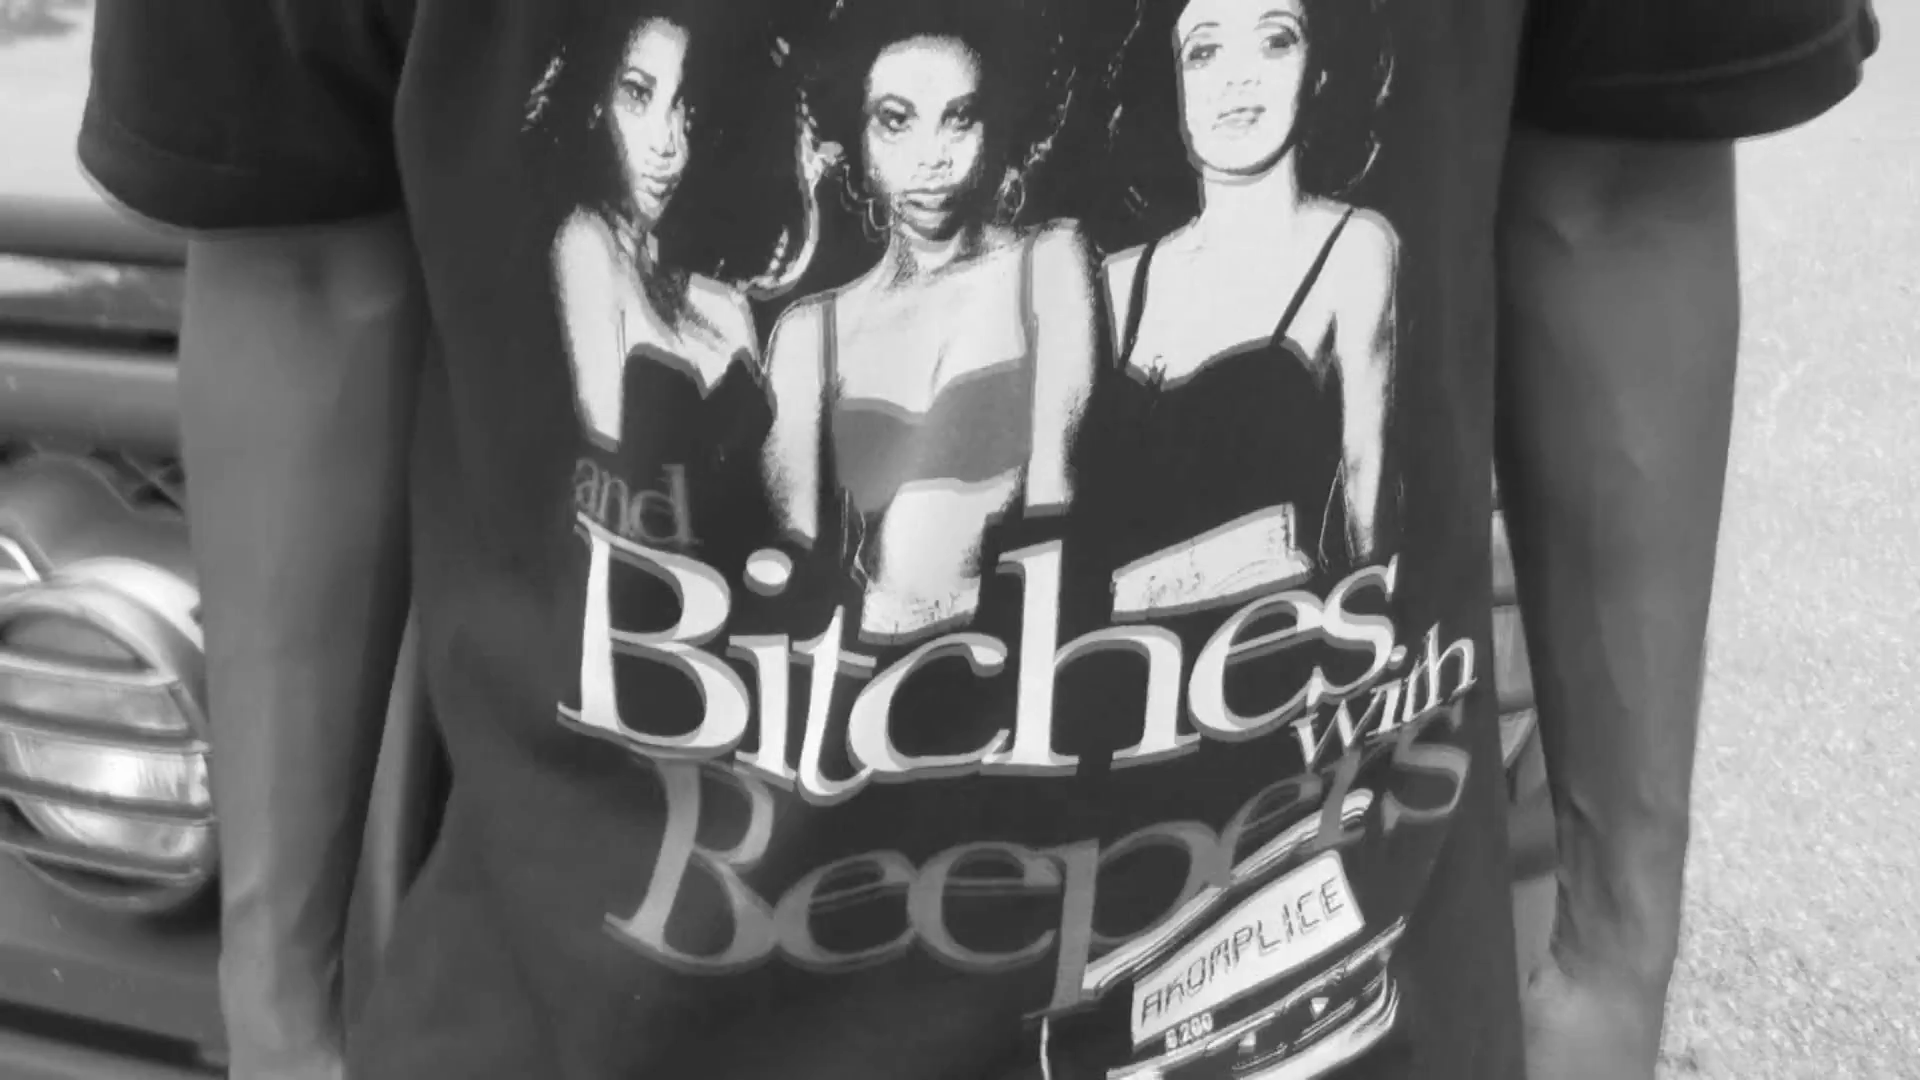 and
Bitches
with
Beepers
AKOMPLICE